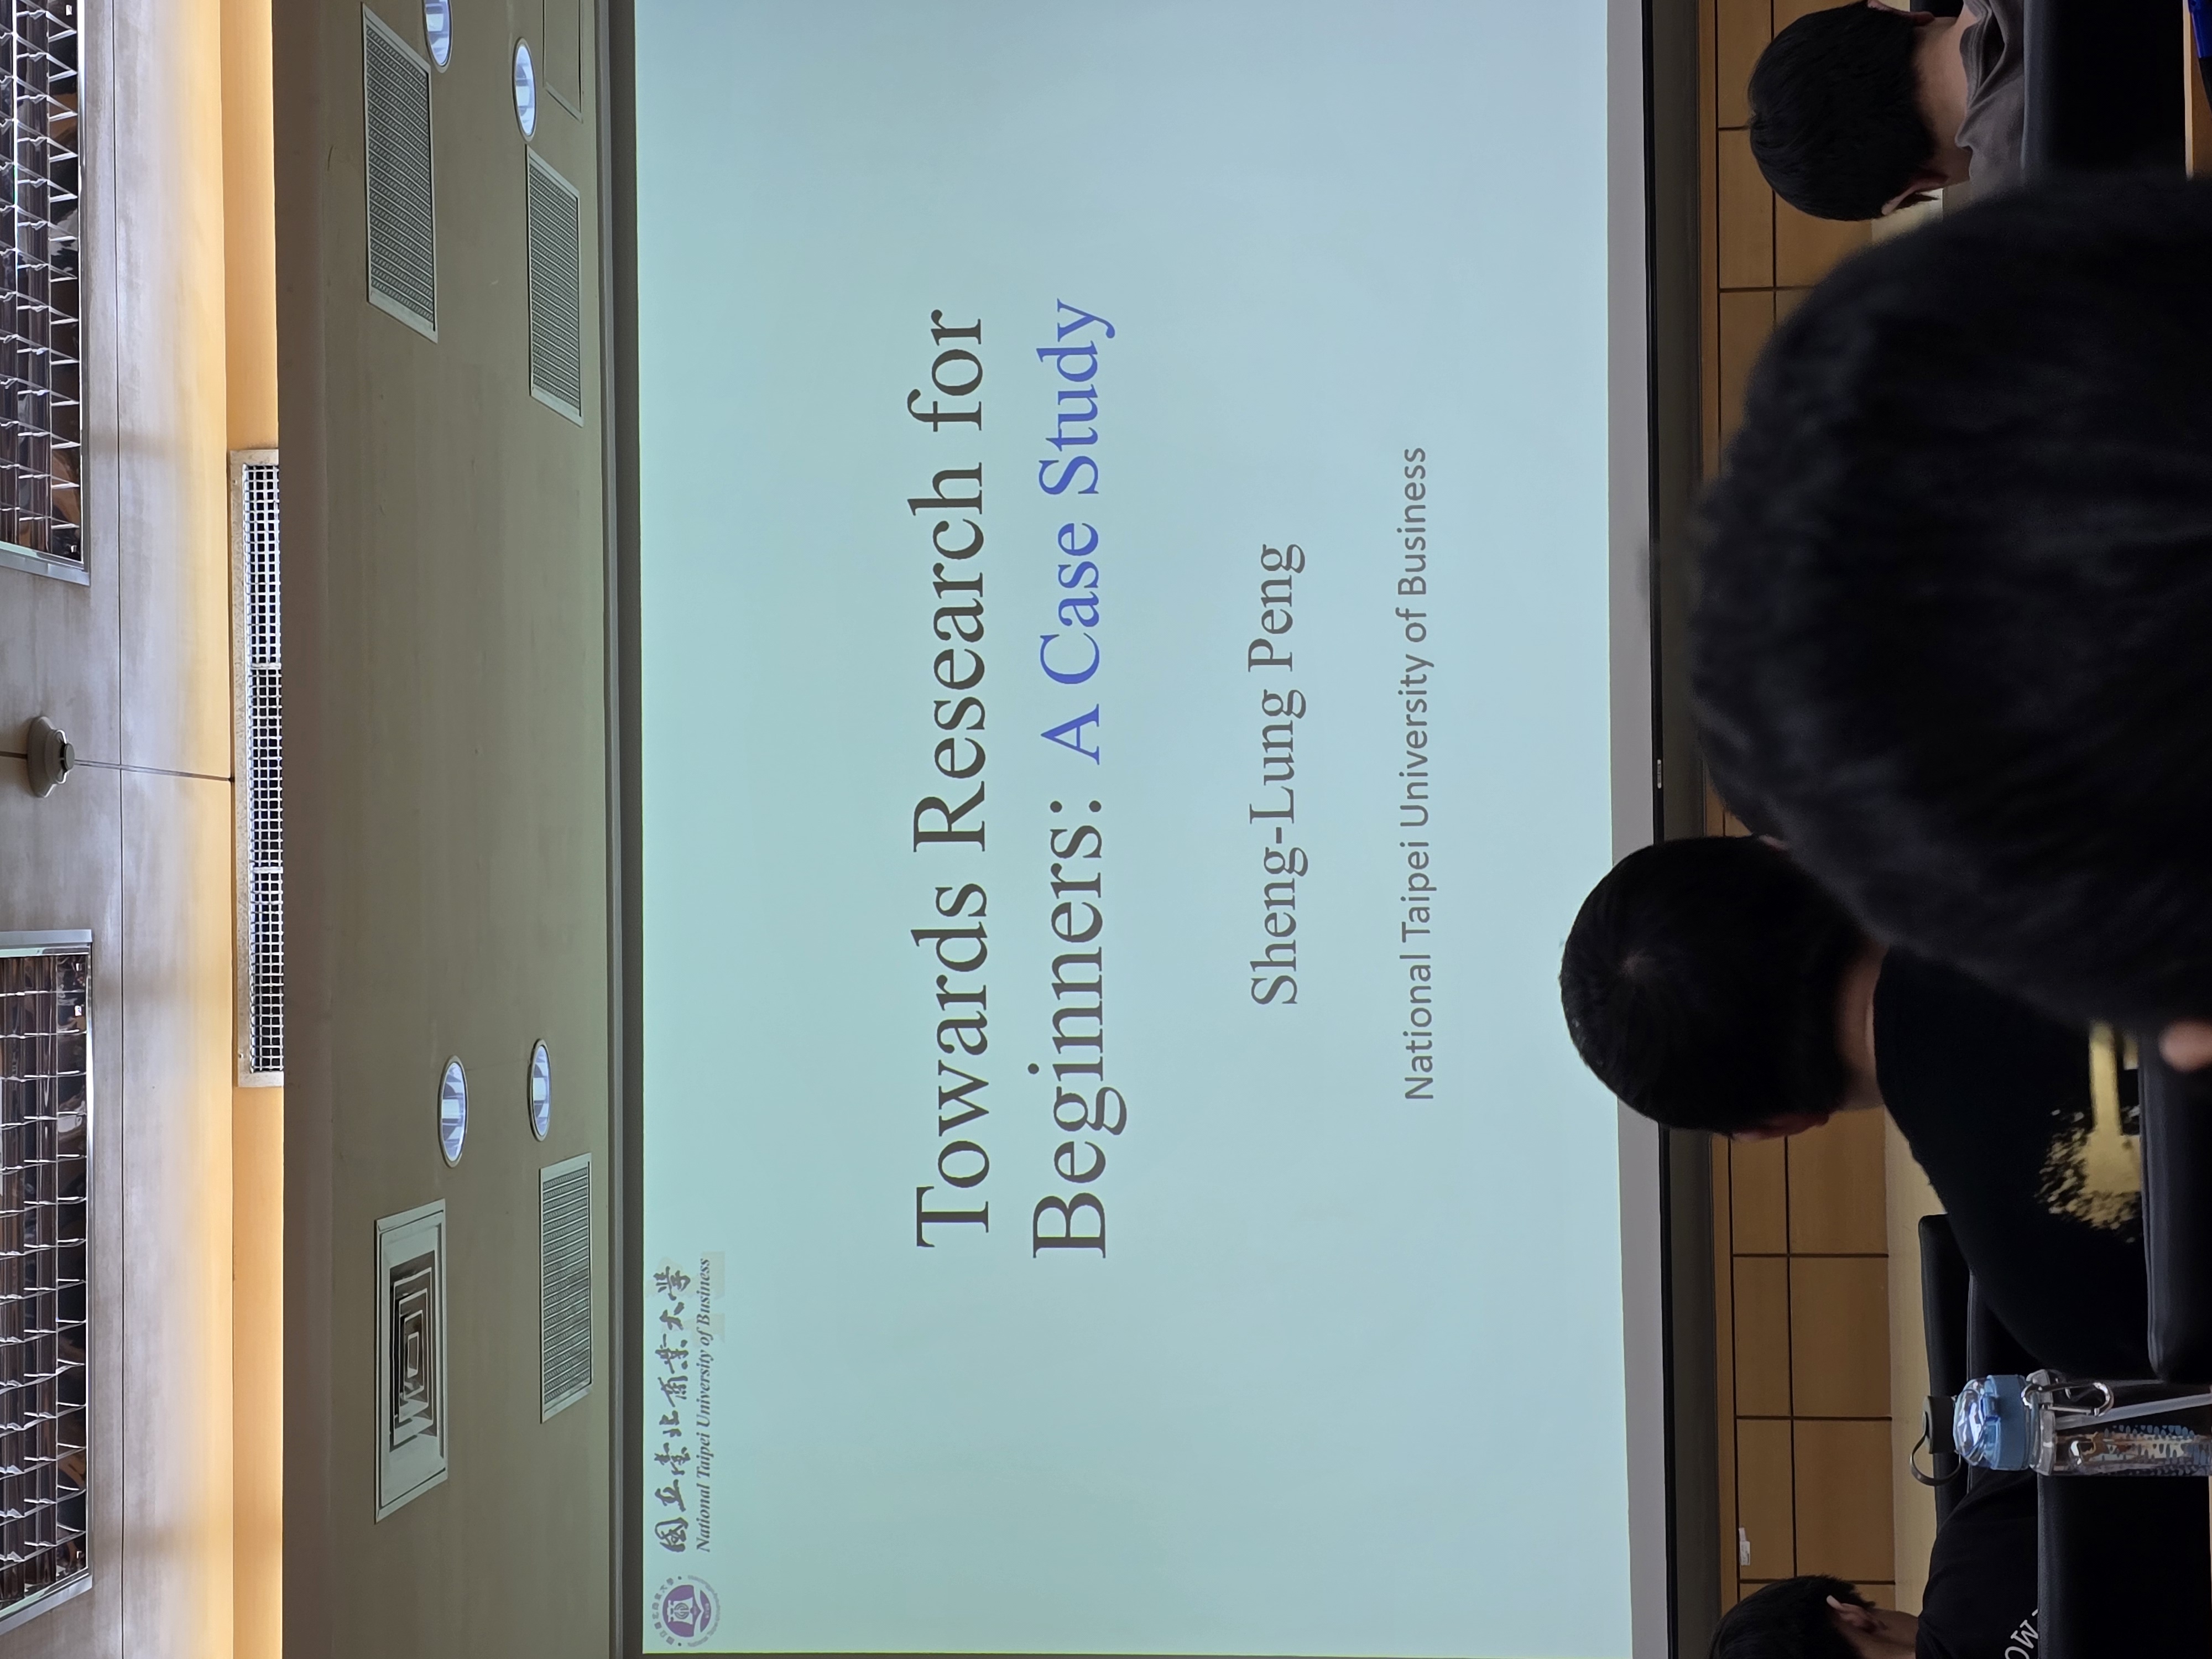 國立臺北商業大學
National Taipei University of Business
Towards Research for
Beginners: A Case Study
Sheng-Lung Peng
National Taipei University of Business